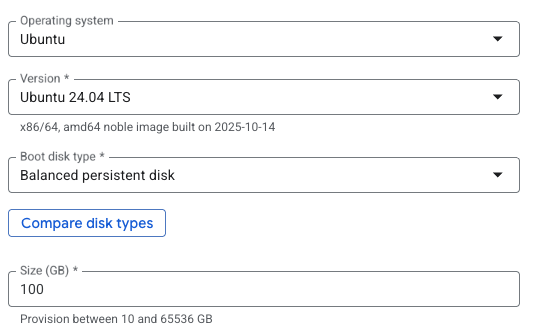 Operating system
Ubuntu
Version *
Ubuntu 24.04 LTS
x86/64, amd64 noble image built on 2025-10-14
Boot disk type *
Balanced persistent disk
Compare disk types
Size (GB) *
100
Provision between 10 and 65536 GB